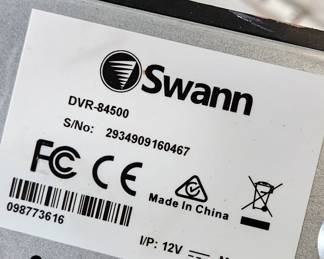 Swann
DVR-84500
S/No: 2934909160467
FC CE
Made In China
098773616
I/P: 12V